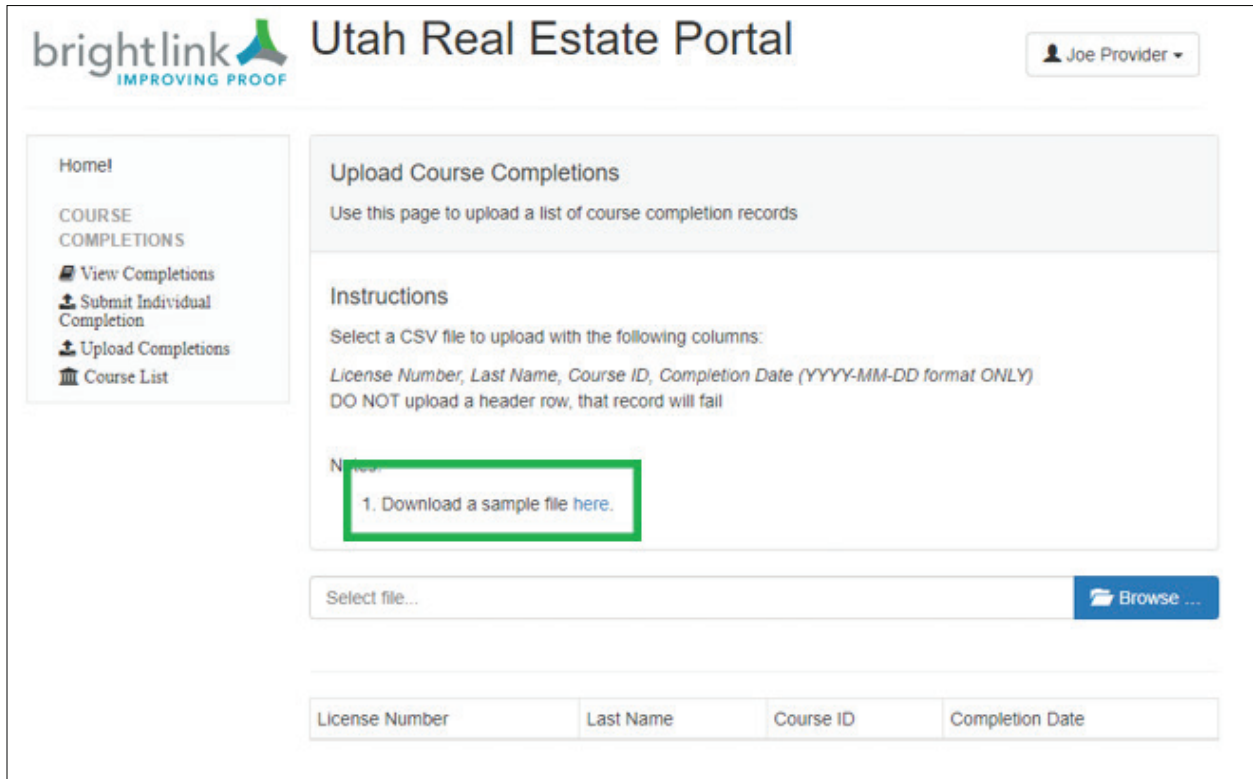 brightlink
IMPROVING PROOF
Utah Real Estate Portal
Joe Provider
Home!
COURSE
COMPLETIONS
View Completions
Submit Individual
Completion
Upload Completions
Course List
Upload Course Completions
Use this page to upload a list of course completion records
Instructions
Select a CSV file to upload with the following columns:
License Number, Last Name, Course ID, Completion Date (YYYY-MM-DD format ONLY)
DO NOT upload a header row, that record will fail
Notes:
1. Download a sample file here.
Select file...
Browse ...
License Number Last Name Course ID Completion Date